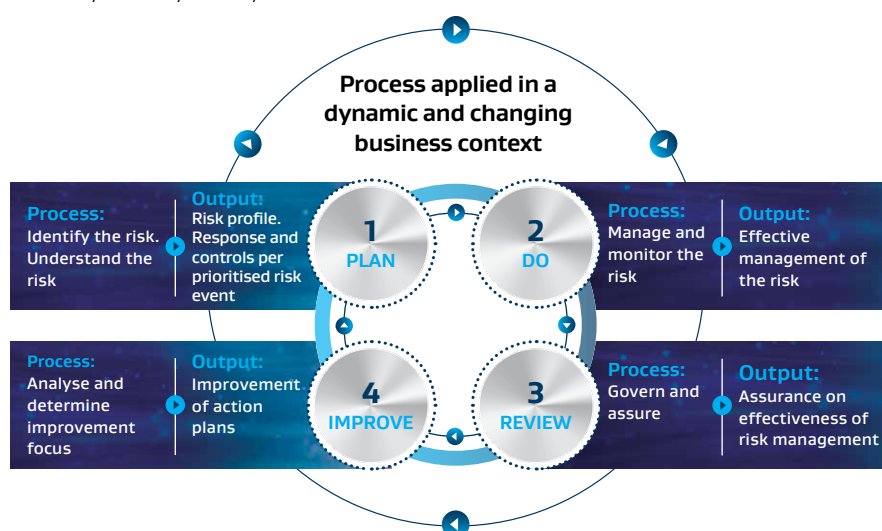 Process applied in a
dynamic and changing
business context
Process:
Identify the risk.
Understand the
risk
Output:
Risk profile.
Response and
controls per
prioritised risk
event
1
PLAN
2
DO
Process:
Manage and
monitor the
risk
Output:
Effective
management of
the risk
Process:
Analyse and
determine
improvement
focus
Output:
Improvement
of action
plans
4
IMPROVE
3
REVIEW
Process:
Govern and
assure
Output:
Assurance on
effectiveness of
risk management